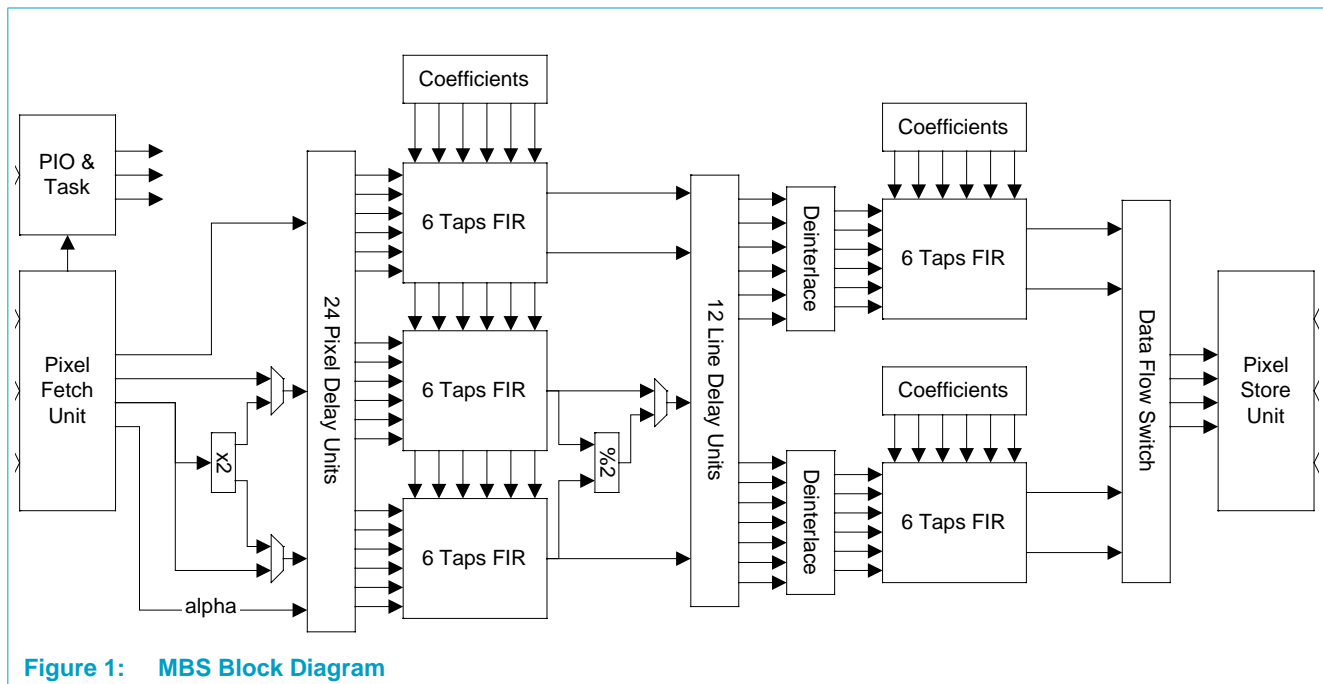 Coefficients
Coefficients
PIO &
Task
6 Taps FIR
Deinterlace
6 Taps FIR
24 Pixel Delay Units
12 Line Delay Units
Data Flow Switch
Pixel
Fetch
Unit
6 Taps FIR
Coefficients
Pixel
Store
Unit
x2
%2
Deinterlace
6 Taps FIR
6 Taps FIR
alpha
Figure 1: MBS Block Diagram